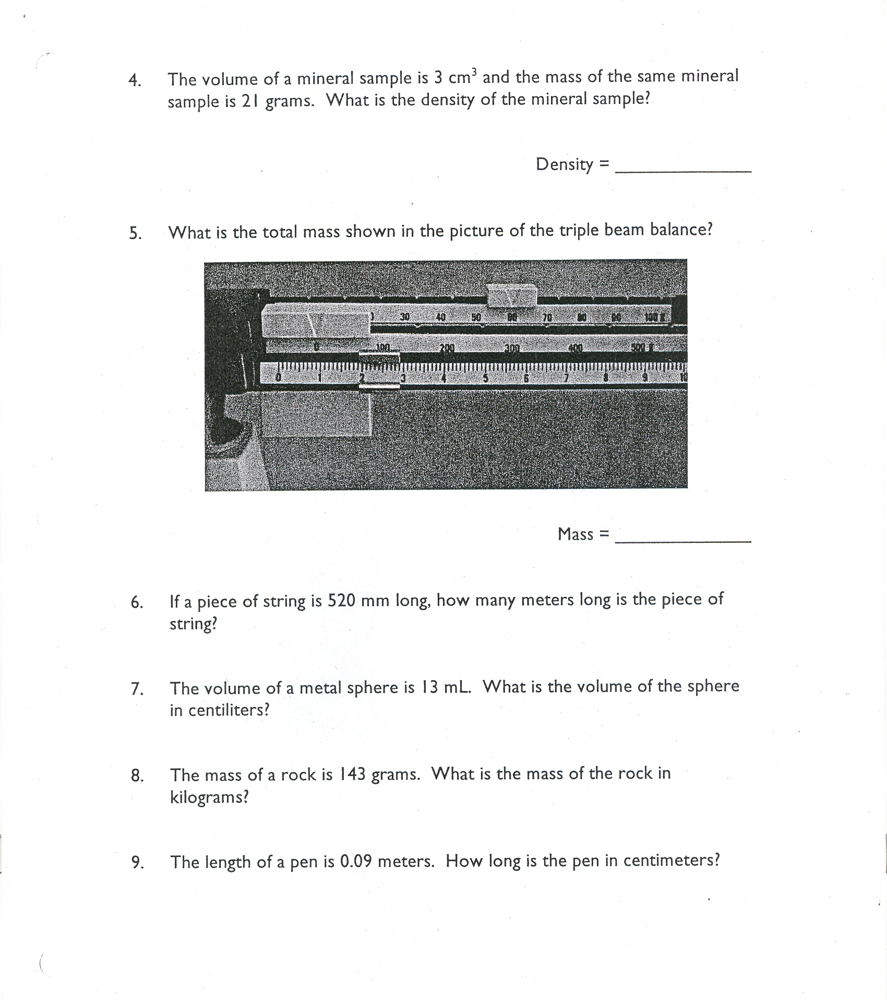 4. The volume of a mineral sample is 3 cm³ and the mass of the same mineral
sample is 21 grams. What is the density of the mineral sample?
Density = ______________
5. What is the total mass shown in the picture of the triple beam balance?
30 40 50 60 70 80 90 100
0 100 200 300 400 500
0 1 2 3 4 5 6 7 8 9 10
Mass = ______________
6. If a piece of string is 520 mm long, how many meters long is the piece of
string?
7. The volume of a metal sphere is 13 mL. What is the volume of the sphere
in centiliters?
8. The mass of a rock is 143 grams. What is the mass of the rock in
kilograms?
9. The length of a pen is 0.09 meters. How long is the pen in centimeters?